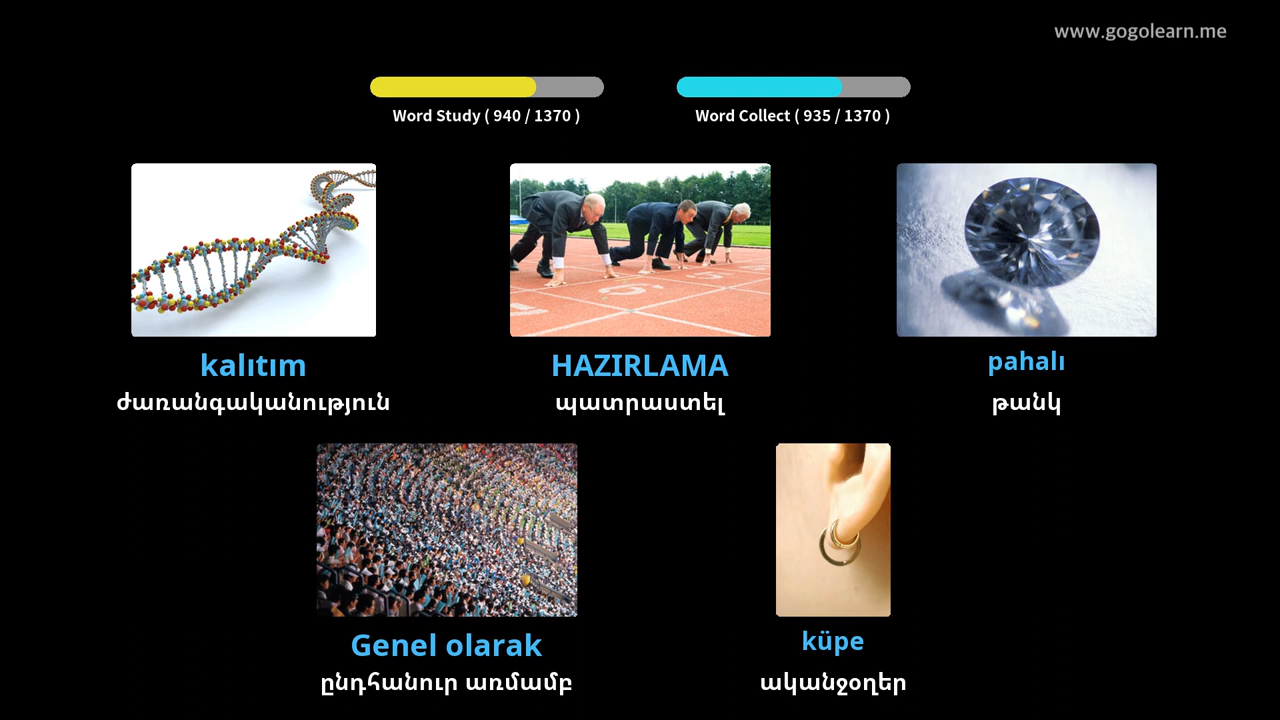 www.gogolearn.me
Word Study ( 940 / 1370 )
Word Collect ( 935 / 1370 )
kalıtım
HAZIRLAMA
pahalı
ժառանգականություն
պատրաստել
թանկ
Genel olarak
küpe
ընդհանուր առմամբ
ականջօղեր